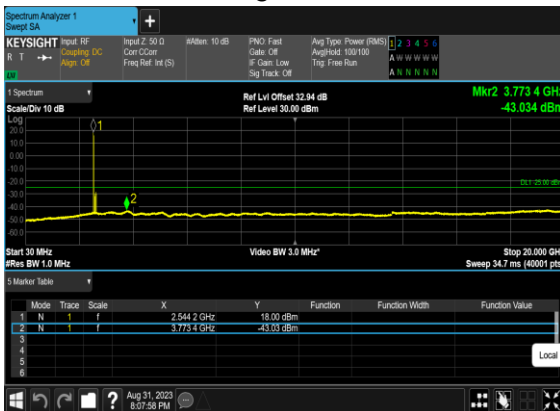 Spectrum Analyzer 1
Swept SA
KEYSIGHT Input: RF Input Z: 50 Ω #Atten: 10 dB PNO: Fast Avg Type: Power (RMS) 1 2 3 4 5 6
R T Coupling: DC Corr CCorr Gate: Off Avg|Hold: 100/100 A W W W W W
Align: Off Freq Ref: Int (S) IF Gain: Low Trig: Free Run
Sig Track: Off A N N N N N
LV
1 Spectrum Ref Lvl Offset 32.94 dB Mkr2 3.773 4 GHz
Scale/Div 10 dB Ref Level 30.00 dBm -43.034 dBm
Log
20.0 1
10.0
0.00
-10.0
-20.0 DL1 -25.00 dBm
-30.0
-40.0 2
-50.0
-60.0
Start 30 MHz Video BW 3.0 MHz* Stop 20.000 GHz
#Res BW 1.0 MHz Sweep 34.7 ms (40001 pts)
5 Marker Table
Mode Trace Scale X Y Function Function Width Function Value
1 N 1 f 2.544 2 GHz 18.00 dBm
2 N 1 f 3.773 4 GHz -43.03 dBm
3
4
5
6
Local
Aug 31, 2023
8:07:58 PM